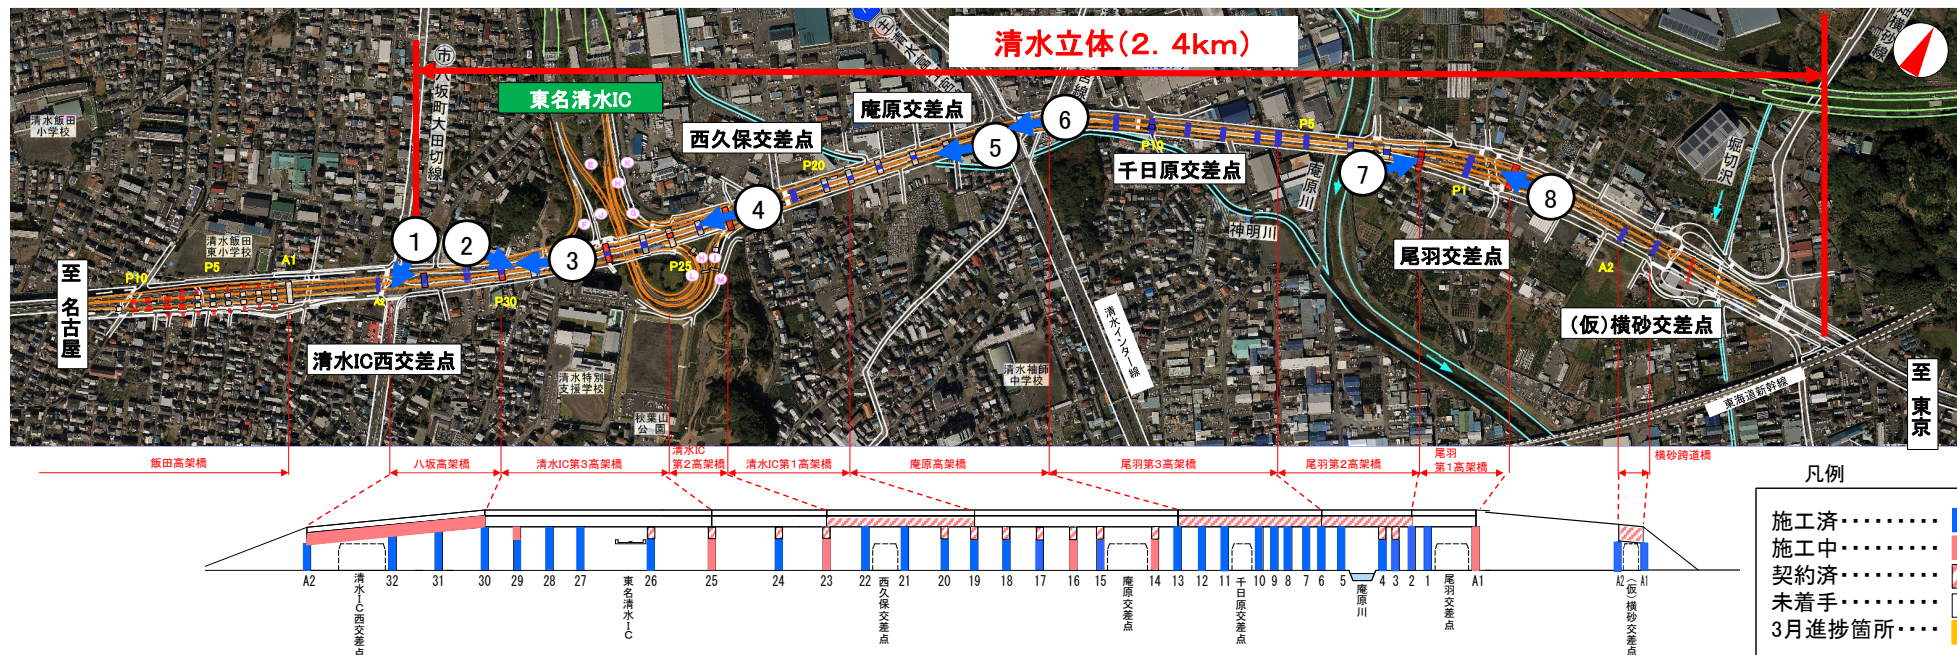 清水立体(2. 4km)
東名清水IC
市
八坂町大田切線
清水飯田
小学校
西久保交差点
庵原交差点
千日原交差点
庵原川
神明川
堀切沢
尾羽交差点
(仮)横砂交差点
清水飯田
東小学校
清水IC西交差点
至 名古屋
至 東京
清水特別
支援学校
秋葉山
公園
清水袖師
中学校
清水インター線
東海道新幹線
横砂線
1
2
3
4
5
6
7
8
P10
P5
A1
A2
P30
P25
P20
P10
P5
P1
A2
E
K
H
J
G
F
L
I
M
飯田高架橋
八坂高架橋
清水IC第3高架橋
清水IC
第2高架橋
清水IC第1高架橋
庵原高架橋
尾羽第3高架橋
尾羽第2高架橋
尾羽
第1高架橋
横砂跨道橋
A2
清水IC西交差点
32
31
30
29
28
27
東名清水IC
26
25
24
23
22
西久保交差点
21
20
19
18
17
16
15
庵原交差点
14
13
12
11
千日原交差点
10
9
8
7
6
5
庵原川
4
3
2
1
尾羽交差点
A1
A2
(仮)横砂交差点
A1
凡例
施工済·········
施工中·········
契約済·········
未着手·········
3月進捗箇所····